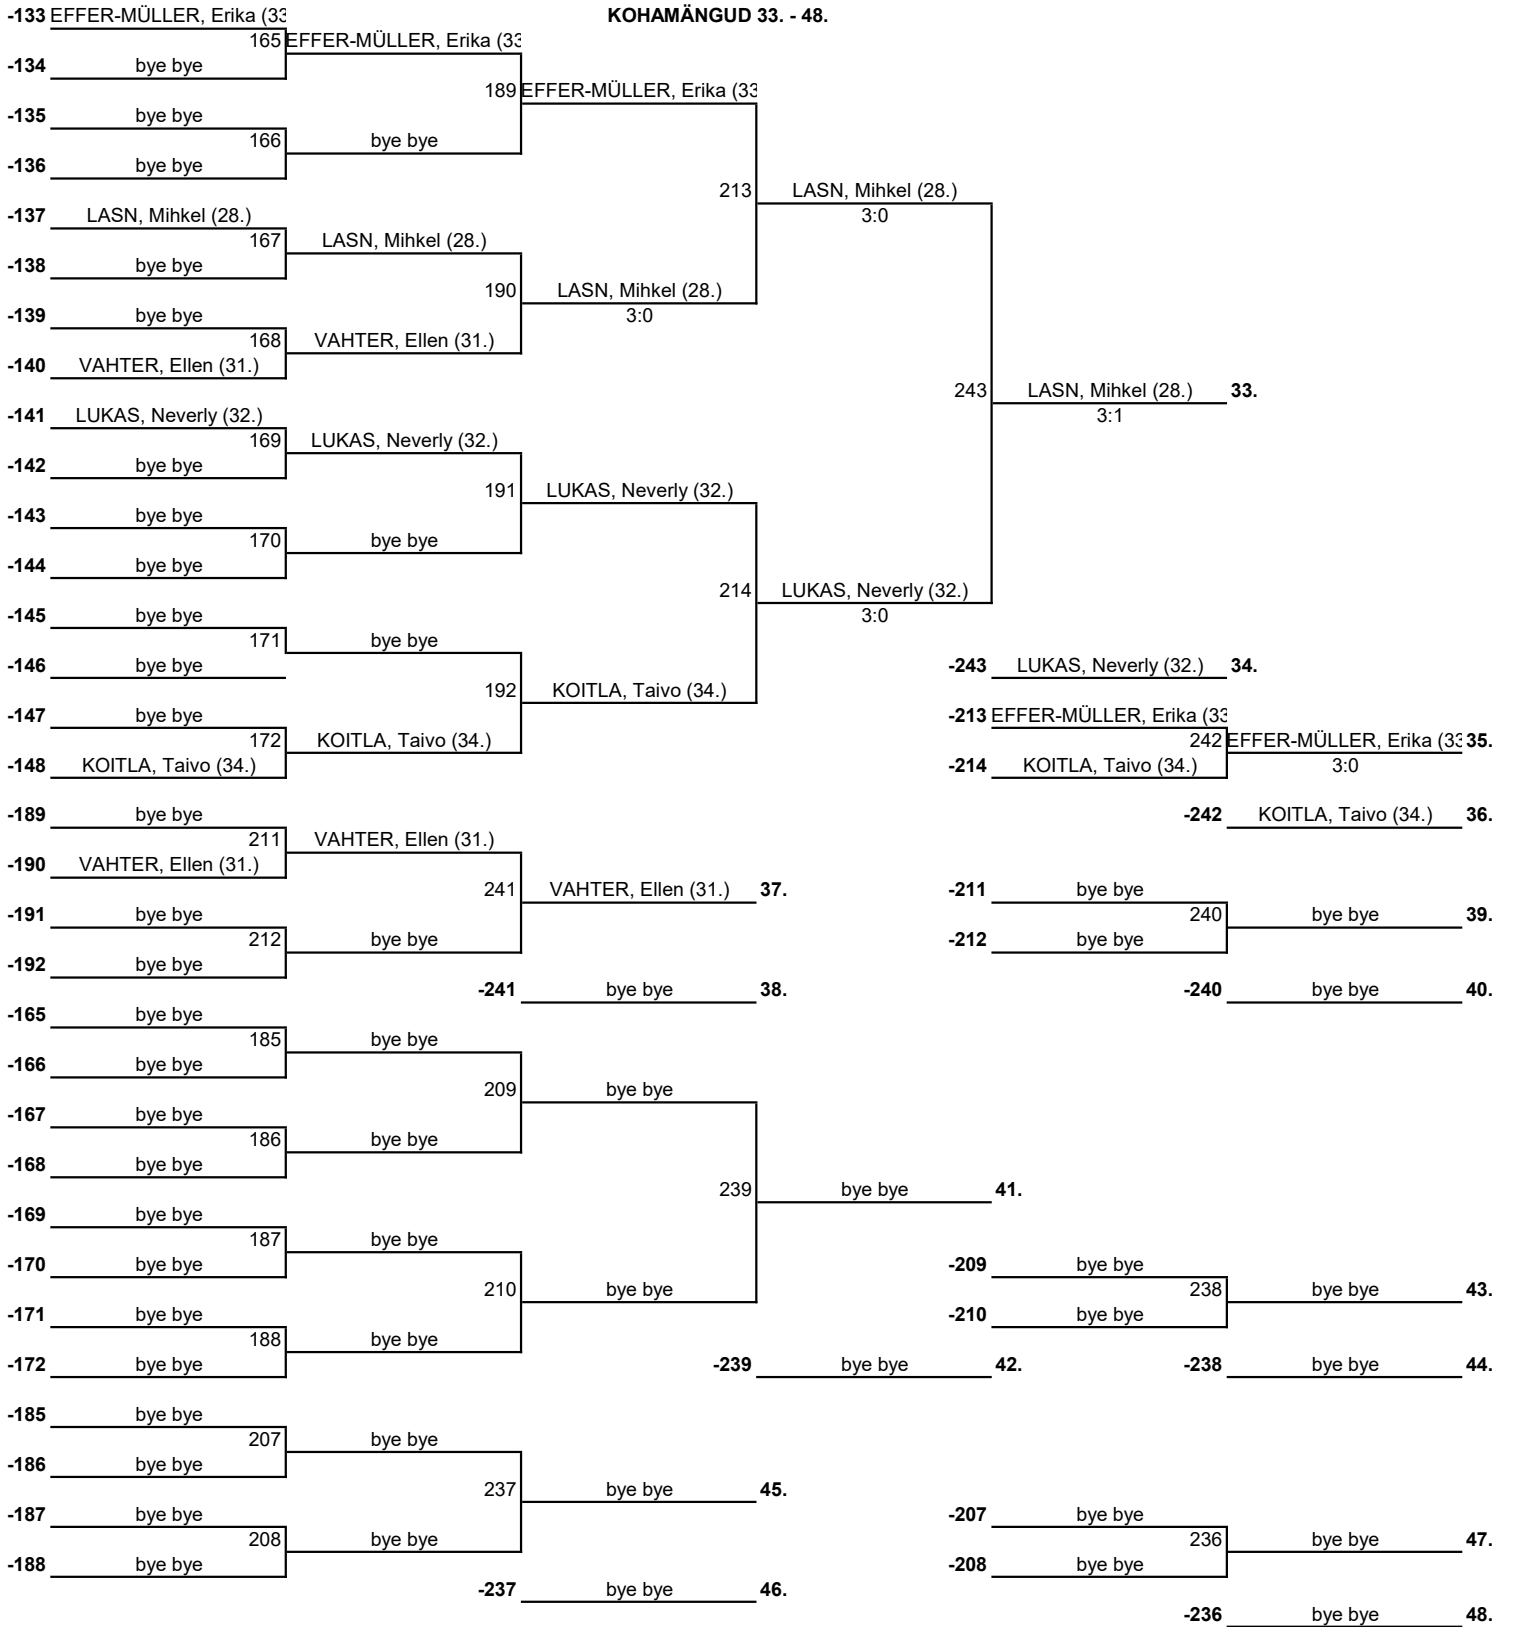 -133 EFFER-MÜLLER, Erika (33 KOHAMÄNGUD 33. - 48.
165 EFFER-MÜLLER, Erika (33
-134 bye bye
189 EFFER-MÜLLER, Erika (33
-135 bye bye
166 bye bye
-136 bye bye
213 LASN, Mihkel (28.)
-137 LASN, Mihkel (28.) 3:0
167 LASN, Mihkel (28.)
-138 bye bye
190 LASN, Mihkel (28.)
-139 bye bye 3:0
168 VAHTER, Ellen (31.)
-140 VAHTER, Ellen (31.)
243 LASN, Mihkel (28.) 33.
-141 LUKAS, Neverly (32.) 3:1
169 LUKAS, Neverly (32.)
-142 bye bye
191 LUKAS, Neverly (32.)
-143 bye bye
170 bye bye
-144 bye bye
214 LUKAS, Neverly (32.)
-145 bye bye 3:0
171 bye bye
-146 bye bye -243 LUKAS, Neverly (32.) 34.
192 KOITLA, Taivo (34.)
-147 bye bye -213 EFFER-MÜLLER, Erika (33
172 KOITLA, Taivo (34.) 242 EFFER-MÜLLER, Erika (33 35.
-148 KOITLA, Taivo (34.) -214 KOITLA, Taivo (34.) 3:0
-189 bye bye -242 KOITLA, Taivo (34.) 36.
211 VAHTER, Ellen (31.)
-190 VAHTER, Ellen (31.)
241 VAHTER, Ellen (31.) 37. -211 bye bye
-191 bye bye 240 bye bye 39.
212 bye bye -212 bye bye
-192 bye bye
-241 bye bye 38. -240 bye bye 40.
-165 bye bye
185 bye bye
-166 bye bye
209 bye bye
-167 bye bye
186 bye bye
-168 bye bye
239 bye bye 41.
-169 bye bye
187 bye bye
-170 bye bye -209 bye bye
210 bye bye 238 bye bye 43.
-171 bye bye -210 bye bye
188 bye bye
-172 bye bye -239 bye bye 42. -238 bye bye 44.
-185 bye bye
207 bye bye
-186 bye bye
237 bye bye 45.
-187 bye bye -207 bye bye
208 bye bye 236 bye bye 47.
-188 bye bye -208 bye bye
-237 bye bye 46.
-236 bye bye 48.